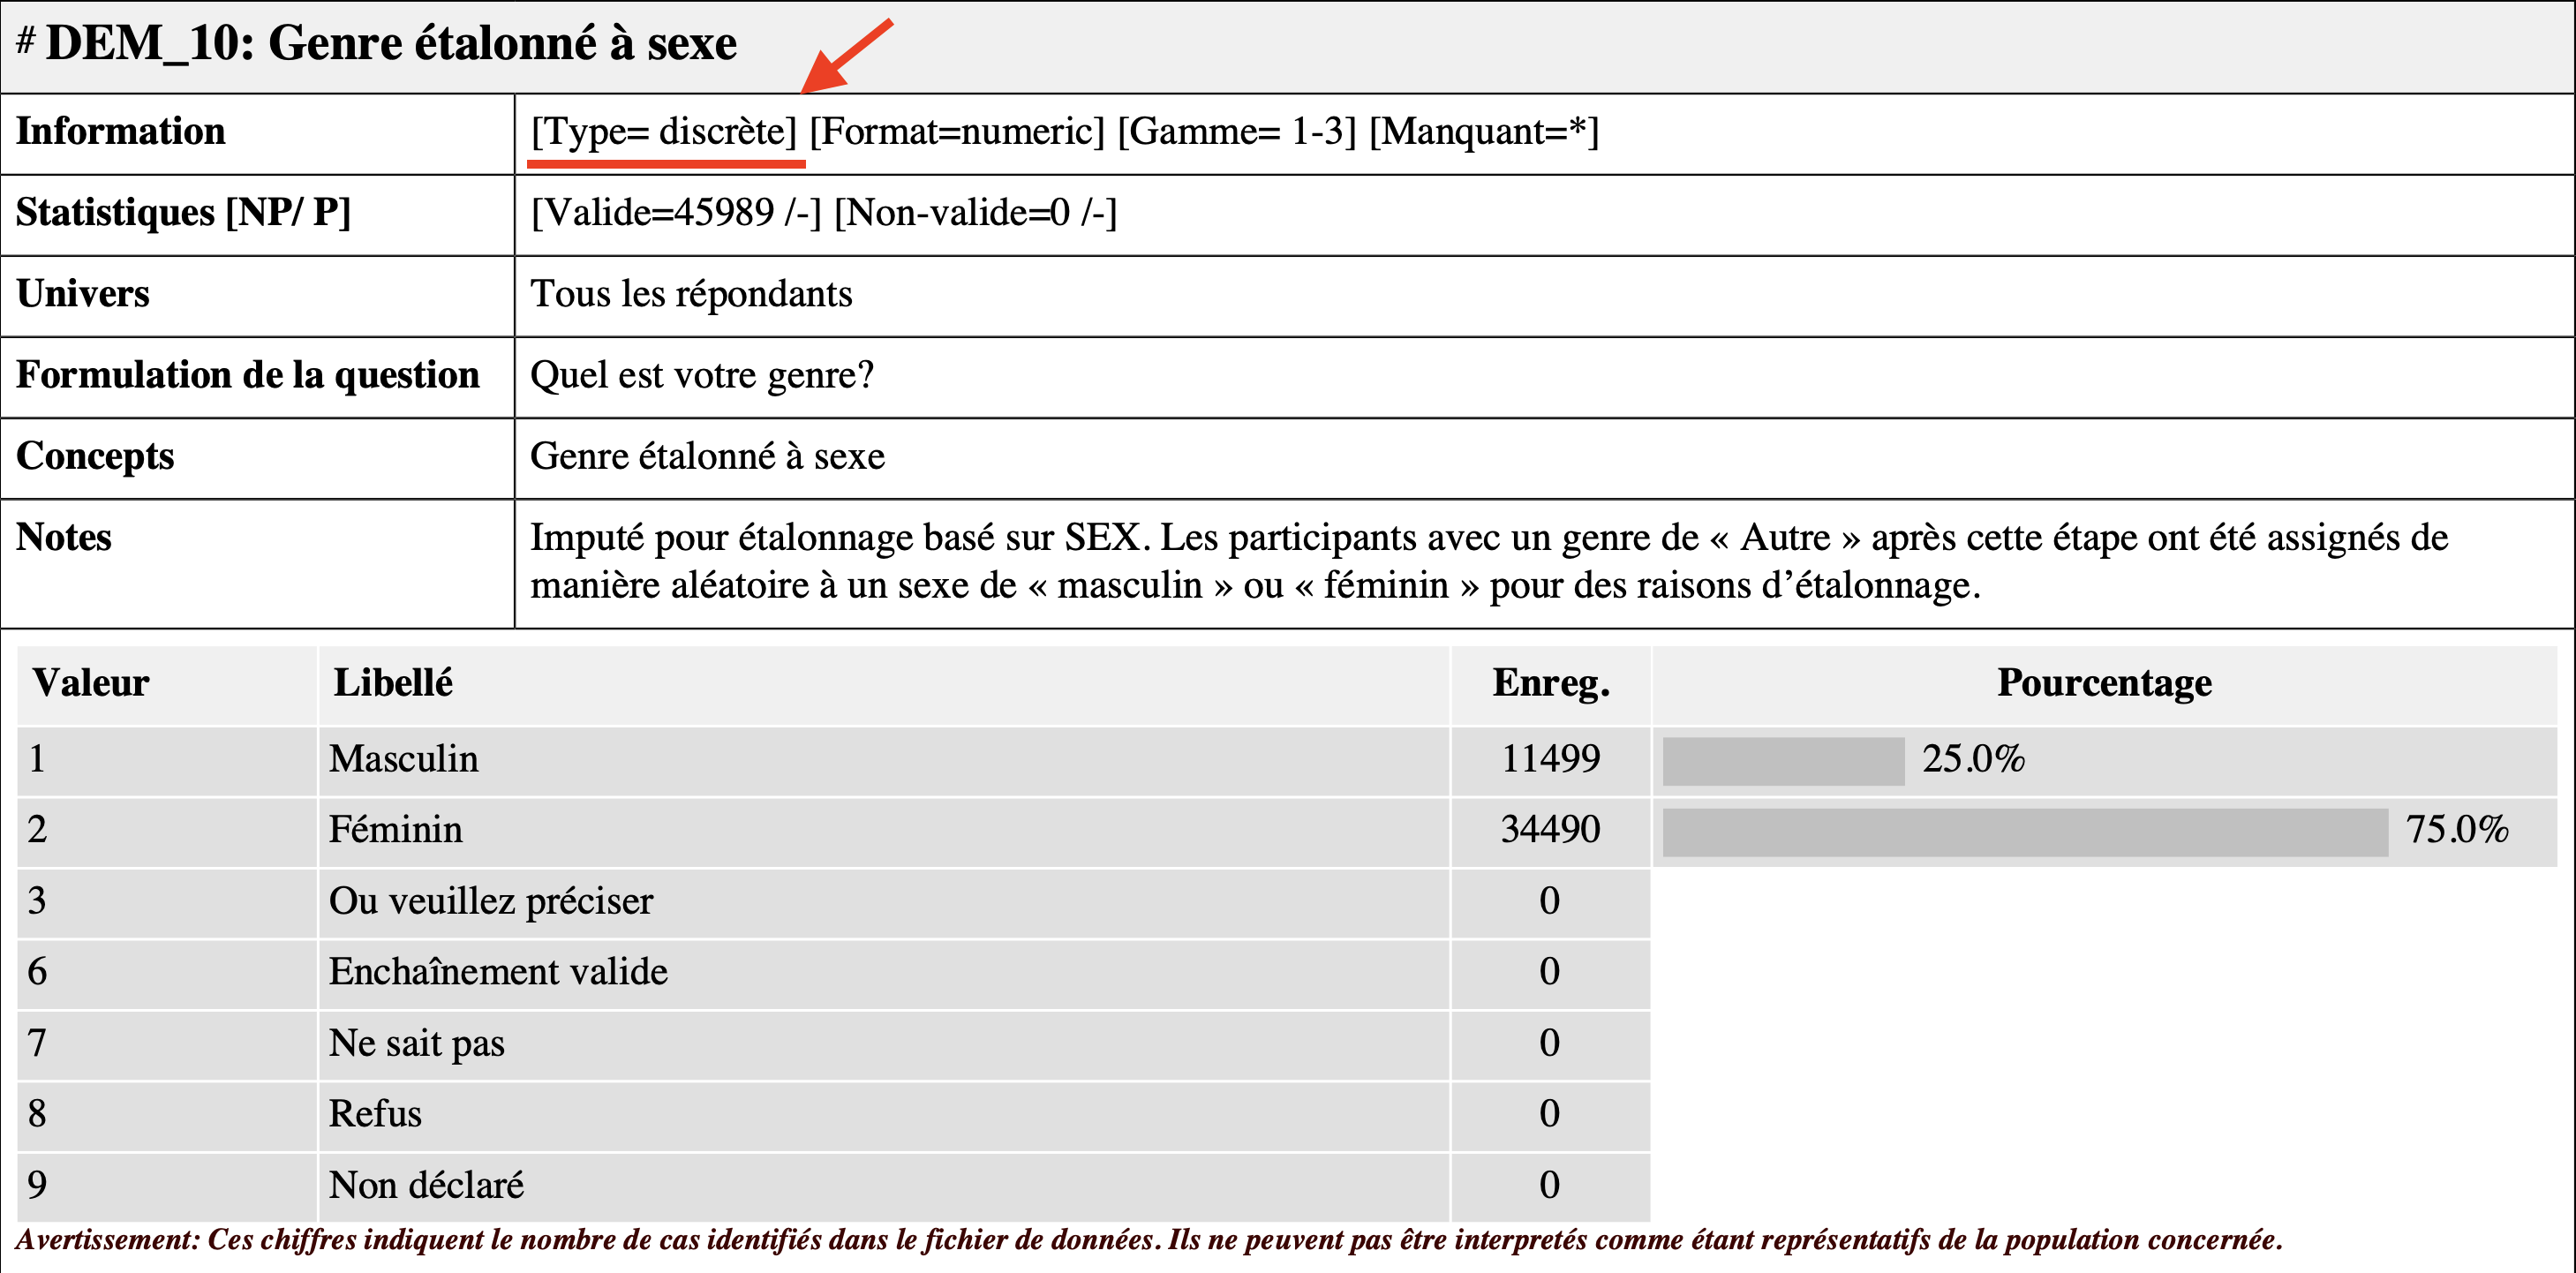 # DEM_10: Genre étalonné à sexe
Information [Type= discrète] [Format=numeric] [Gamme= 1-3] [Manquant=*]
Statistiques [NP/ P] [Valide=45989 /-] [Non-valide=0 /-]
Univers Tous les répondants
Formulation de la question Quel est votre genre?
Concepts Genre étalonné à sexe
Notes Imputé pour étalonnage basé sur SEX. Les participants avec un genre de « Autre » après cette étape ont été assignés de
manière aléatoire à un sexe de « masculin » ou « féminin » pour des raisons d’étalonnage.
Valeur Libellé Enreg. Pourcentage
1 Masculin 11499 25.0%
2 Féminin 34490 75.0%
3 Ou veuillez préciser 0
6 Enchaînement valide 0
7 Ne sait pas 0
8 Refus 0
9 Non déclaré 0
Avertissement: Ces chiffres indiquent le nombre de cas identifiés dans le fichier de données. Ils ne peuvent pas être interpretés comme étant représentatifs de la population concernée.